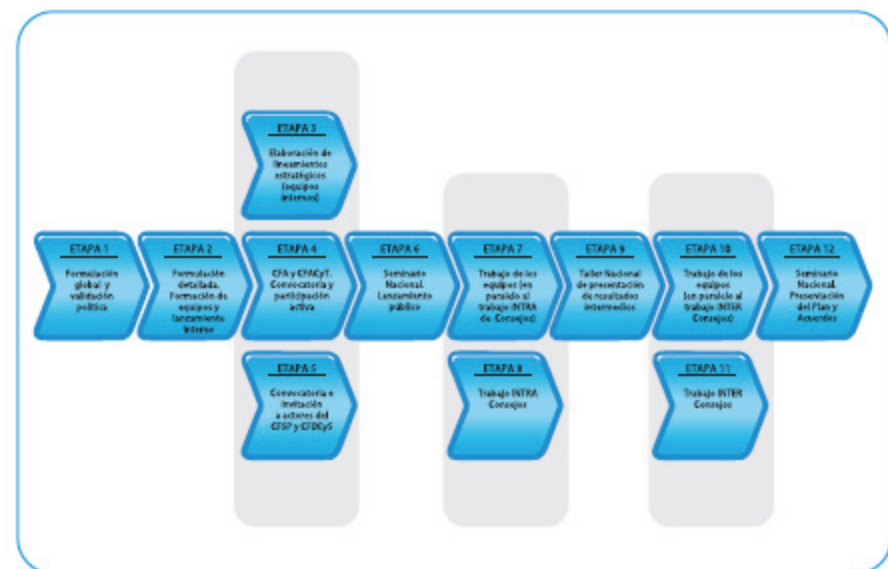 ETAPA 3
Elaboración de
lineamientos
estratégicos
(equipos
internos)
ETAPA 1
Formulación
global y
validación
política
ETAPA 2
Formulación
detallada.
Formación de
equipos y
lanzamiento
interno
ETAPA 4
CFA y CFACyT.
Convocatoria y
participación
activa
ETAPA 6
Seminario
Nacional.
Lanzamiento
público
ETAPA 7
Trabajo de los
equipos (en
paralelo al
trabajo INTRA
de Consejos)
ETAPA 9
Taller Nacional
de presentación
de resultados
intermedios
ETAPA 10
Trabajo de los
equipos
(en paralelo al
trabajo INTER
Consejos)
ETAPA 12
Seminario
Nacional.
Presentación
del Plan y
Acuerdos
ETAPA 5
Convocatoria e
invitación
a actores del
CFSP y CFDCyS
ETAPA 8
Trabajo INTRA
Consejos
ETAPA 11
Trabajo INTER
Consejos